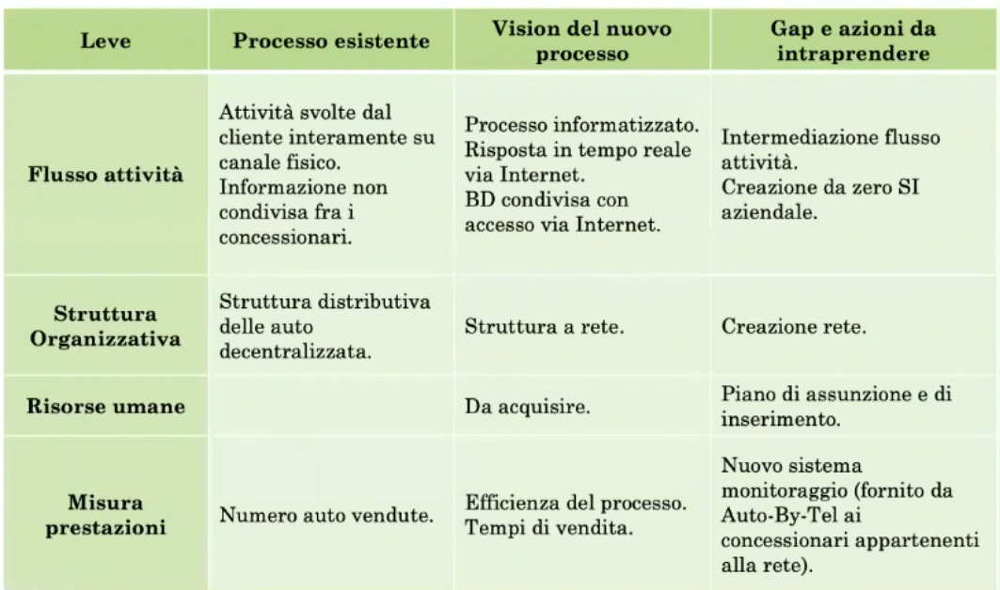 Leve
Processo esistente
Vision del nuovo
processo
Gap e azioni da
intraprendere
Flusso attività
Attività svolte dal
cliente interamente su
canale fisico.
Informazione non
condivisa fra i
concessionari.
Processo informatizzato.
Risposta in tempo reale
via Internet.
BD condivisa con
accesso via Internet.
Intermediazione flusso
attività.
Creazione da zero SI
aziendale.
Struttura
Organizzativa
Struttura distributiva
delle auto
decentralizzata.
Struttura a rete.
Creazione rete.
Risorse umane
Da acquisire.
Piano di assunzione e di
inserimento.
Misura
prestazioni
Numero auto vendute.
Efficienza del processo.
Tempi di vendita.
Nuovo sistema
monitoraggio (fornito da
Auto-By-Tel ai
concessionari appartenenti
alla rete).